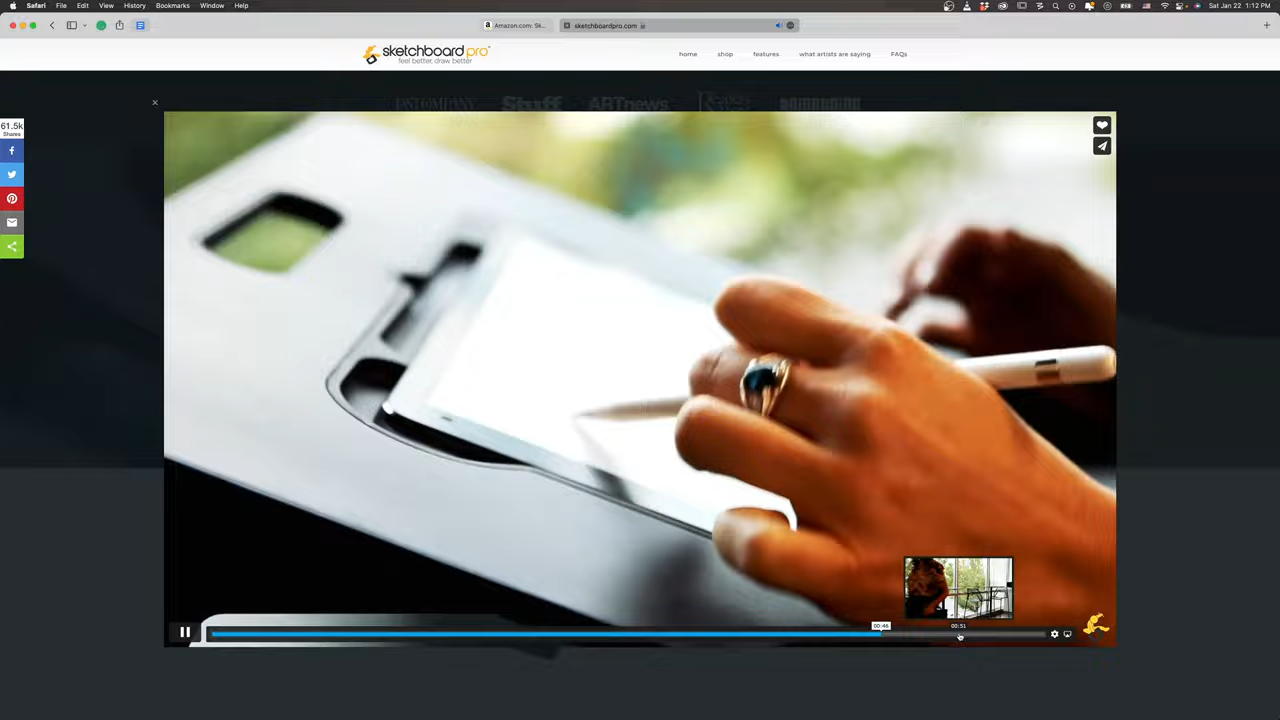 Safari File Edit View History Bookmarks Window Help
Sat Jan 22 1:12 PM
Amazon.com: Sk...
sketchboardpro.com
sketchboard pro
feel better, draw better
home shop features what artists are saying FAQs
Stuff ARTnews
61.5k
Shares
00:46
00:51